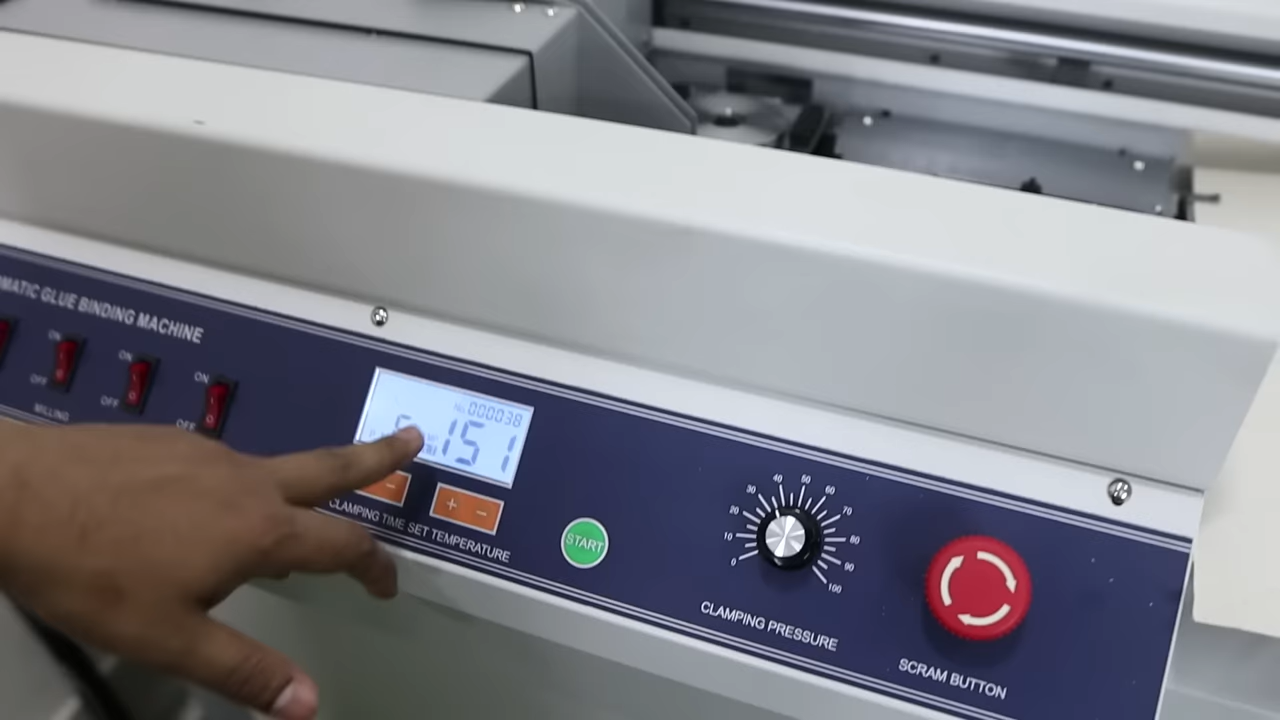 MATIC GLUE BINDING MACHINE
ON
OFF
MILLING
ON
OFF
ON
OFF
No 000038
151
+ −
CLAMPING TIME SET TEMPERATURE
START
0
10
20
30
40
50
60
70
80
90
100
CLAMPING PRESSURE
SCRAM BUTTON